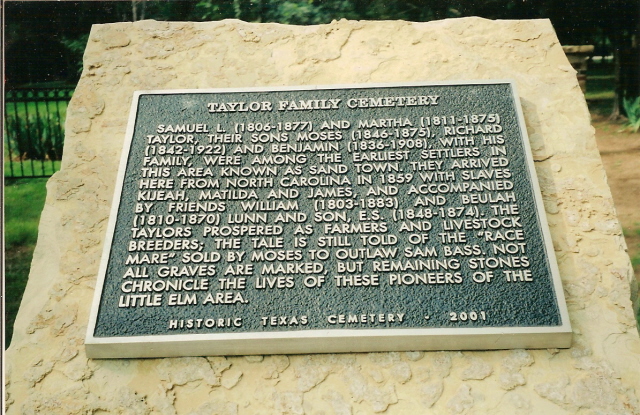 TAYLOR FAMILY CEMETERY
SAMUEL L. (1806-1877) AND MARTHA (1811-1875)
TAYLOR, THEIR SONS MOSES (1846-1875), RICHARD
(1842-1922) AND BENJAMIN (1836-1908), WITH HIS
FAMILY, WERE AMONG THE EARLIEST SETTLERS IN
THIS AREA KNOWN AS SAND TOWN. THEY ARRIVED
HERE FROM NORTH CAROLINA IN 1859 WITH SLAVES
KIJEAH, MATILDA AND JAMES, AND ACCOMPANIED
BY FRIENDS WILLIAM (1803-1883) AND BEULAH
(1810-1870) LUNN AND SON, E.S. (1848-1874). THE
TAYLORS PROSPERED AS FARMERS AND LIVESTOCK
BREEDERS; THE TALE IS STILL TOLD OF THE "RACE
MARE" SOLD BY MOSES TO OUTLAW SAM BASS. NOT
ALL GRAVES ARE MARKED, BUT REMAINING STONES
CHRONICLE THE LIVES OF THESE PIONEERS OF THE
LITTLE ELM AREA.
HISTORIC TEXAS CEMETERY · 2001